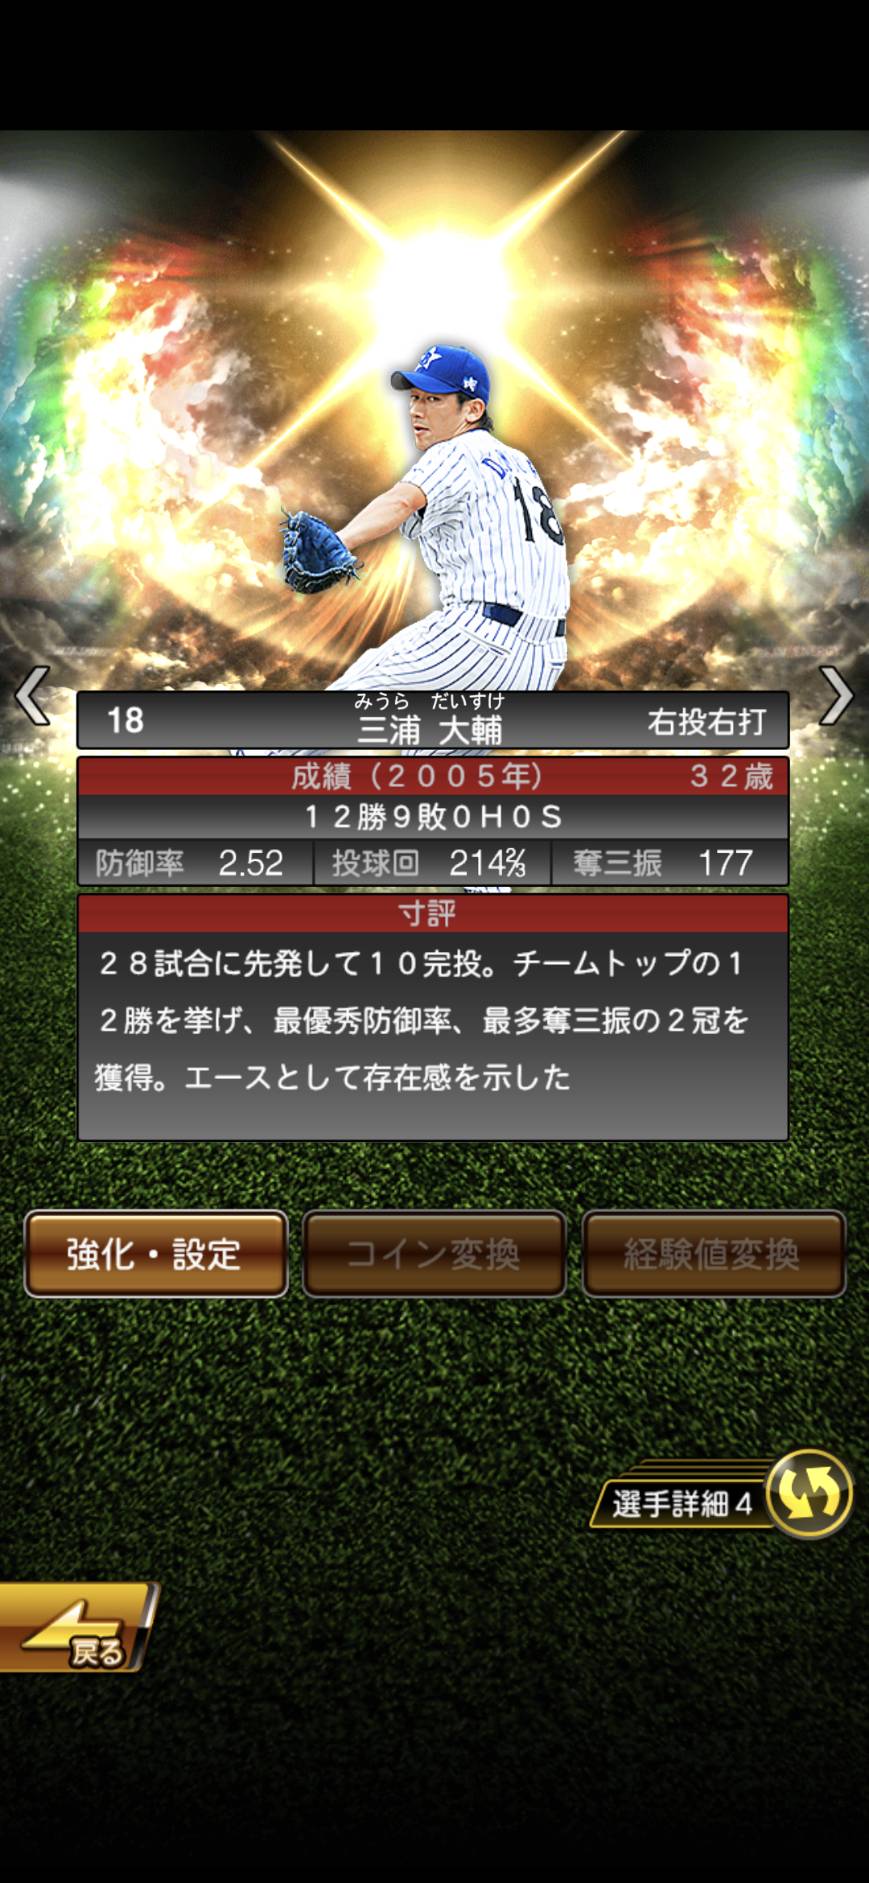 18
みうら だいすけ
三浦 大輔 右投右打
成績（２００５年） ３２歳
１２勝９敗０Ｈ０Ｓ
防御率 2.52 投球回 214⅔ 奪三振 177
寸評
２８試合に先発して１０完投。チームトップの１
２勝を挙げ、最優秀防御率、最多奪三振の２冠を
獲得。エースとして存在感を示した
強化・設定 コイン変換 経験値変換
選手詳細４
戻る